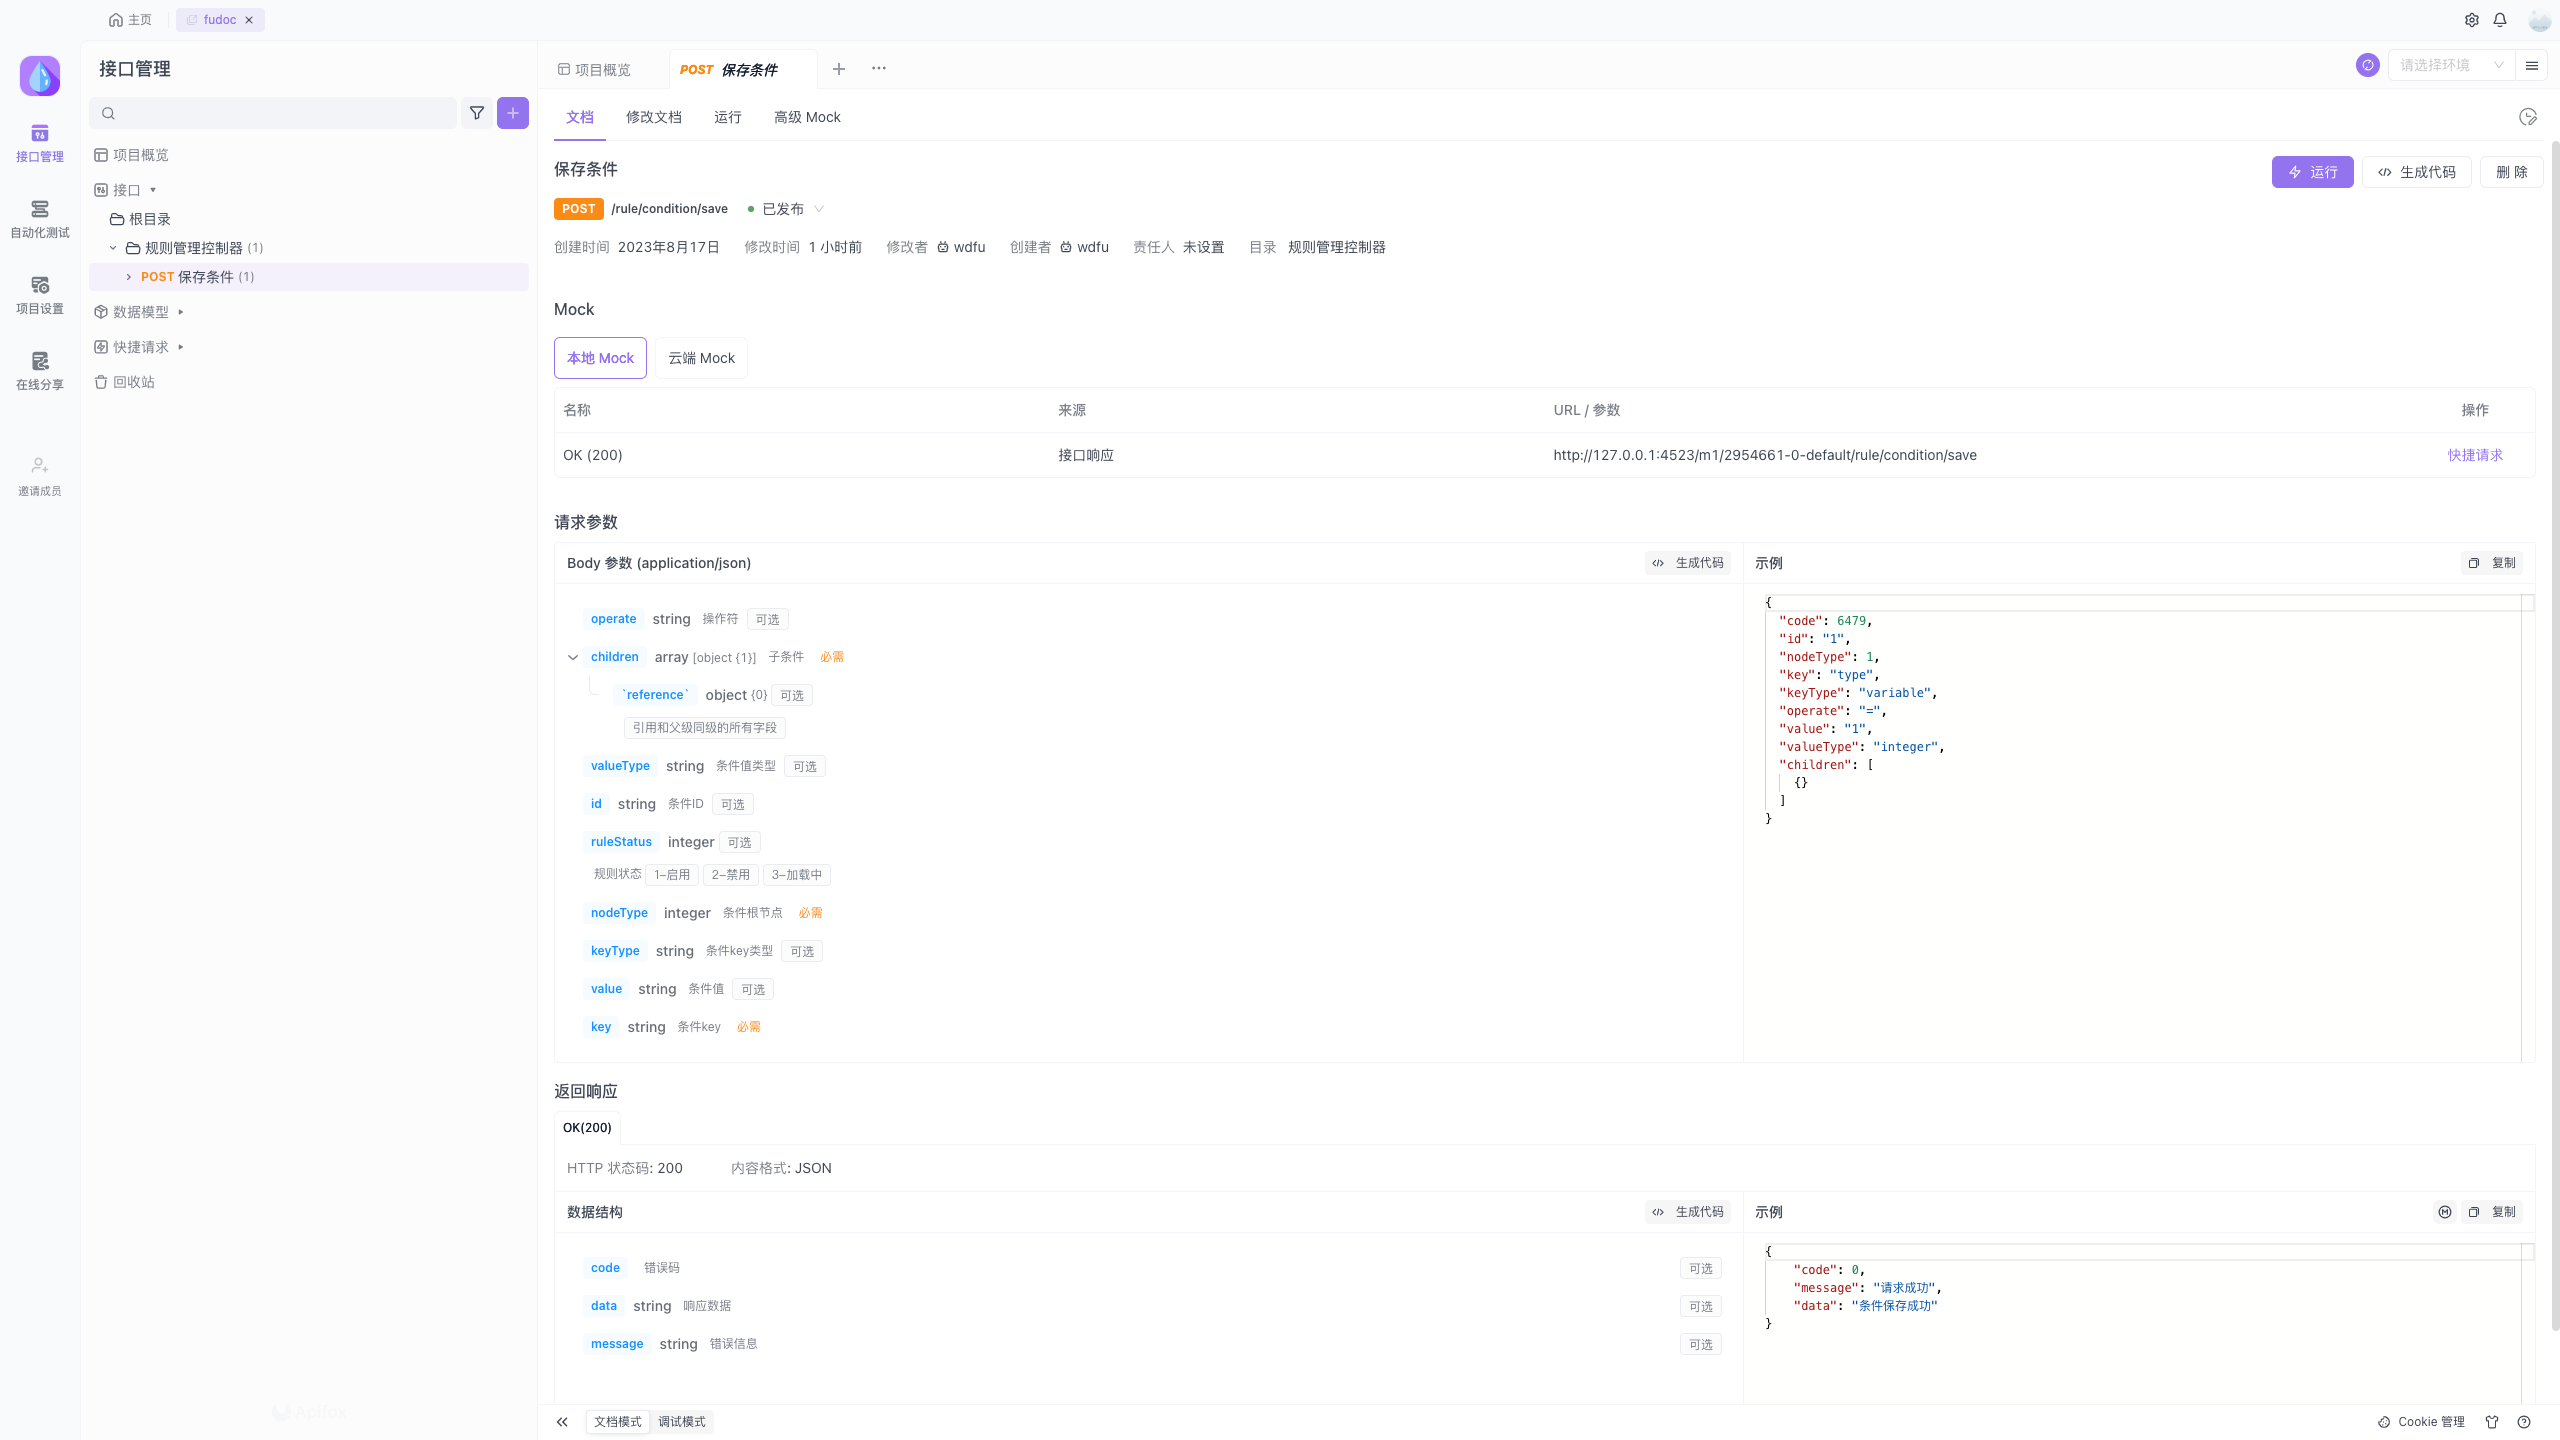 主页
fudoc
接口管理
接口管理
自动化测试
项目设置
在线分享
邀请成员
项目概览
接口
根目录
规则管理控制器 (1)
POST 保存条件 (1)
数据模型
快捷请求
回收站
Apifox
项目概览
POST 保存条件
请选择环境
文档 修改文档 运行 高级 Mock
保存条件
运行
生成代码
删 除
POST /rule/condition/save 已发布
创建时间 2023年8月17日 修改时间 1 小时前 修改者 wdfu 创建者 wdfu 责任人 未设置 目录 规则管理控制器
Mock
本地 Mock 云端 Mock
名称 来源 URL / 参数 操作
OK (200) 接口响应 http://127.0.0.1:4523/m1/2954661-0-default/rule/condition/save 快捷请求
请求参数
Body 参数 (application/json) 生成代码
operate string 操作符 可选
children array [object {1}] 子条件 必需
`reference` object {0} 可选
引用和父级同级的所有字段
valueType string 条件值类型 可选
id string 条件ID 可选
ruleStatus integer 可选
规则状态 1-启用 2-禁用 3-加载中
nodeType integer 条件根节点 必需
keyType string 条件key类型 可选
value string 条件值 可选
key string 条件key 必需
示例 复制
{
"code": 6479,
"id": "1",
"nodeType": 1,
"key": "type",
"keyType": "variable",
"operate": "=",
"value": "1",
"valueType": "integer",
"children": [
{}
]
}
返回响应
OK(200)
HTTP 状态码: 200 内容格式: JSON
数据结构 生成代码
code 错误码 可选
data string 响应数据 可选
message string 错误信息 可选
示例 复制
{
"code": 0,
"message": "请求成功",
"data": "条件保存成功"
}
文档模式 调试模式
Cookie 管理